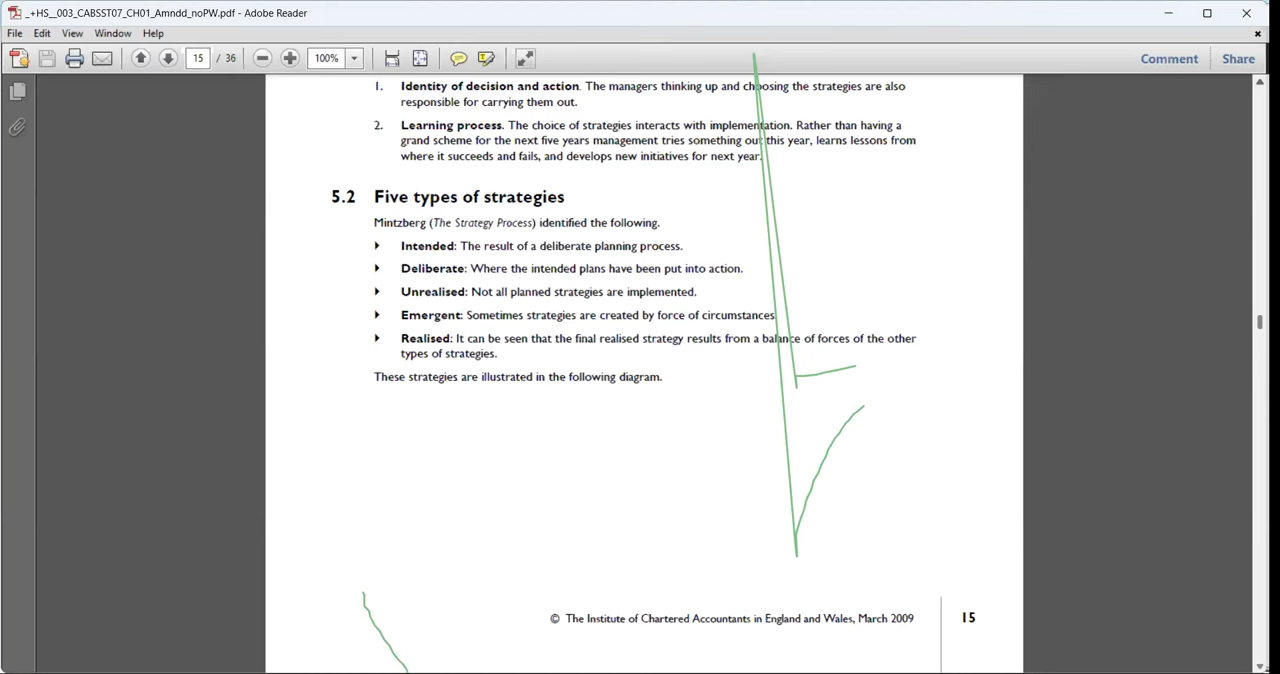 _+HS__003_CABSST07_CH01_Amndd_noPW.pdf - Adobe Reader
File Edit View Window Help
15 / 36 100% Comment Share
1. Identity of decision and action. The managers thinking up and choosing the strategies are also
responsible for carrying them out.
2. Learning process. The choice of strategies interacts with implementation. Rather than having a
grand scheme for the next five years management tries something out this year, learns lessons from
where it succeeds and fails, and develops new initiatives for next year.
5.2 Five types of strategies
Mintzberg (The Strategy Process) identified the following.
Intended: The result of a deliberate planning process.
Deliberate: Where the intended plans have been put into action.
Unrealised: Not all planned strategies are implemented.
Emergent: Sometimes strategies are created by force of circumstances
Realised: It can be seen that the final realised strategy results from a balance of forces of the other
types of strategies.
These strategies are illustrated in the following diagram.
© The Institute of Chartered Accountants in England and Wales, March 2009 15